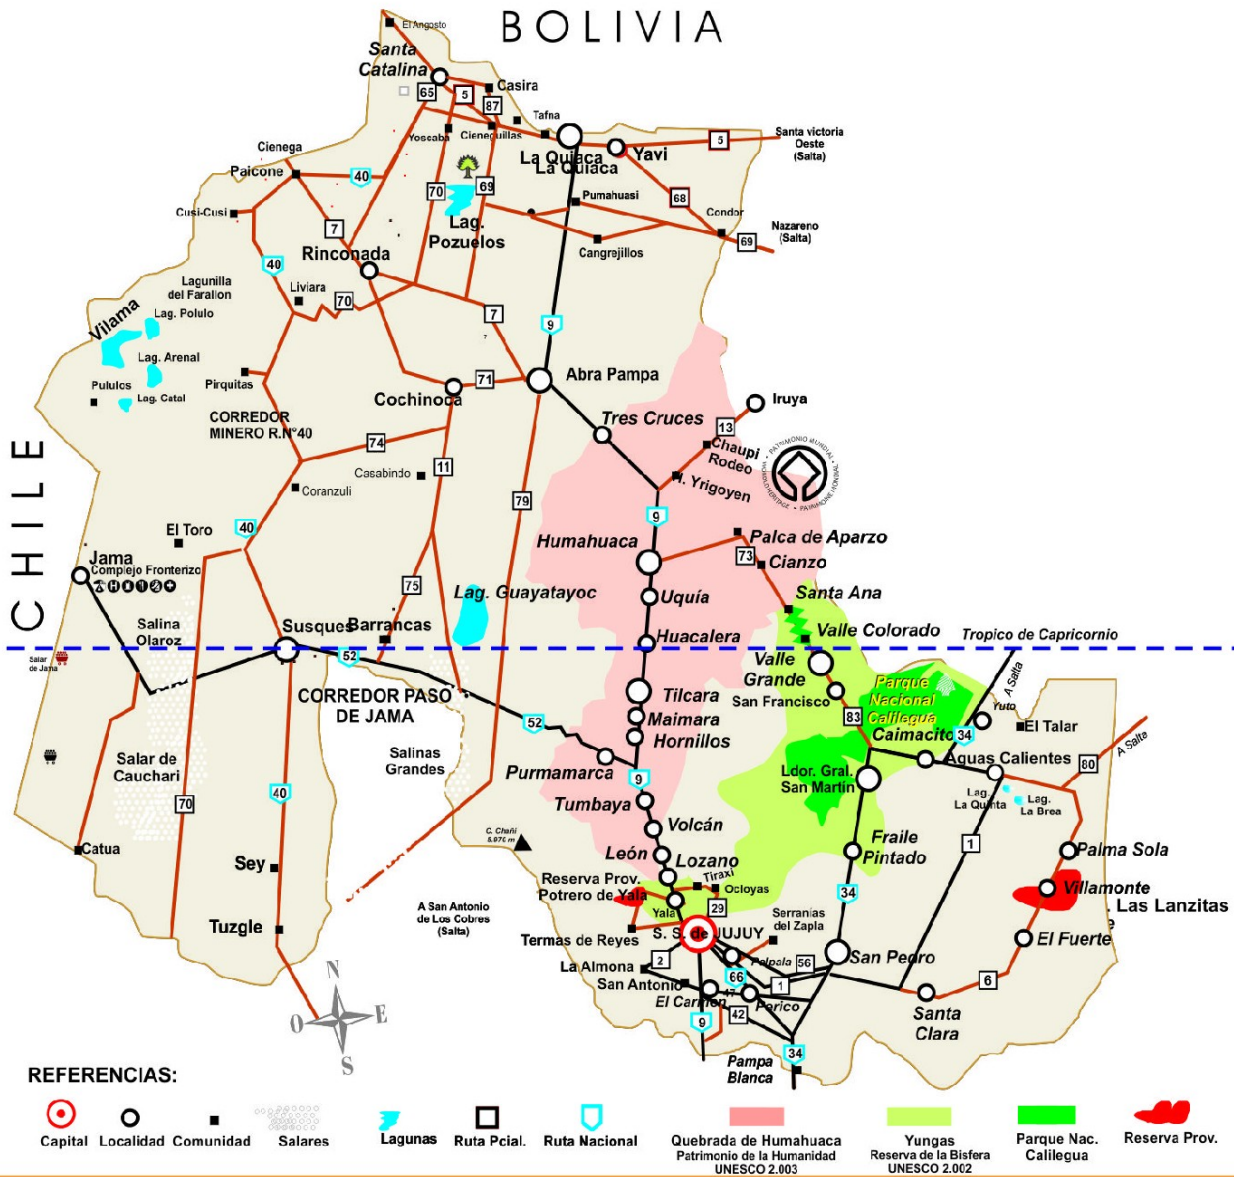 BOLIVIA
El Angosto
Santa
Catalina
Casira
65
5
87
Tafna
Yoscaba
Cieneguillas
La Quiaca
La Quiaca
Yavi
5
Santa victoria
Oeste
(Salta)
Cienega
Paicone
40
70
69
Pumahuasi
68
Cusi-Cusi
7
Lag.
Pozuelos
Condor
Nazareno
(Salta)
69
Cangrejillos
Rinconada
40
Lagunilla
del Farallon
Liviara
70
7
9
Vilama
Lag. Polulo
Lag. Arenal
Pululos
Lag. Catal
Pirquitas
71
Abra Pampa
Cochinoca
CORREDOR
MINERO R.N°40
Iruya
Tres Cruces
13
Chaupi
Rodeo
H. Yrigoyen
PATRIMONIO MUNDIAL
WORLD HERITAGE
PATRIMOINE MONDIAL
74
11
Casabindo
Coranzuli
79
9
CHILE
El Toro
40
Humahuaca
Palca de Aparzo
73
Cianzo
Jama
Complejo Fronterizo
75
Lag. Guayatayoc
Uquía
Santa Ana
Salina
Olaroz
Susques
Barrancas
Huacalera
Valle Colorado
Tropico de Capricornio
Salar
de Jama
52
Valle
Grande
CORREDOR PASO
DE JAMA
Tilcara
San Francisco
Parque
Nacional
Calilegua
A Salta
Yuto
52
Maimara
Hornillos
83
Caimacito
34
El Talar
A Salta
Salar de
Cauchari
Salinas
Grandes
Purmamarca
9
Ldor. Gral.
San Martín
Aguas Calientes
80
70
40
Tumbaya
Lag.
La Quinta
Lag.
La Brea
Volcán
C. Chañi
5.976 m
Catua
León
Lozano
Fraile
Pintado
1
Palma Sola
Sey
Reserva Prov.
Potrero de Yala
Tiraxi
Ocloyas
34
Villamonte
. Las Lanzitas
e
Tuzgle
A San Antonio
de Los Cobres
(Salta)
Yala
29
Serranías
del Zapla
Termas de Reyes
S. S. de JUJUY
El Fuerte
La Almona
2
Palpala
56
San Pedro
San Antonio
66
1
6
El Carmen
47
Perico
Santa
Clara
9
42
34
Pampa
Blanca
N
O
E
S
REFERENCIAS:
Capital
Localidad
Comunidad
Salares
Lagunas
Ruta Pcial.
Ruta Nacional
Quebrada de Humahuaca
Patrimonio de la Humanidad
UNESCO 2.003
Yungas
Reserva de la Bisfera
UNESCO 2.002
Parque Nac.
Calilegua
Reserva Prov.